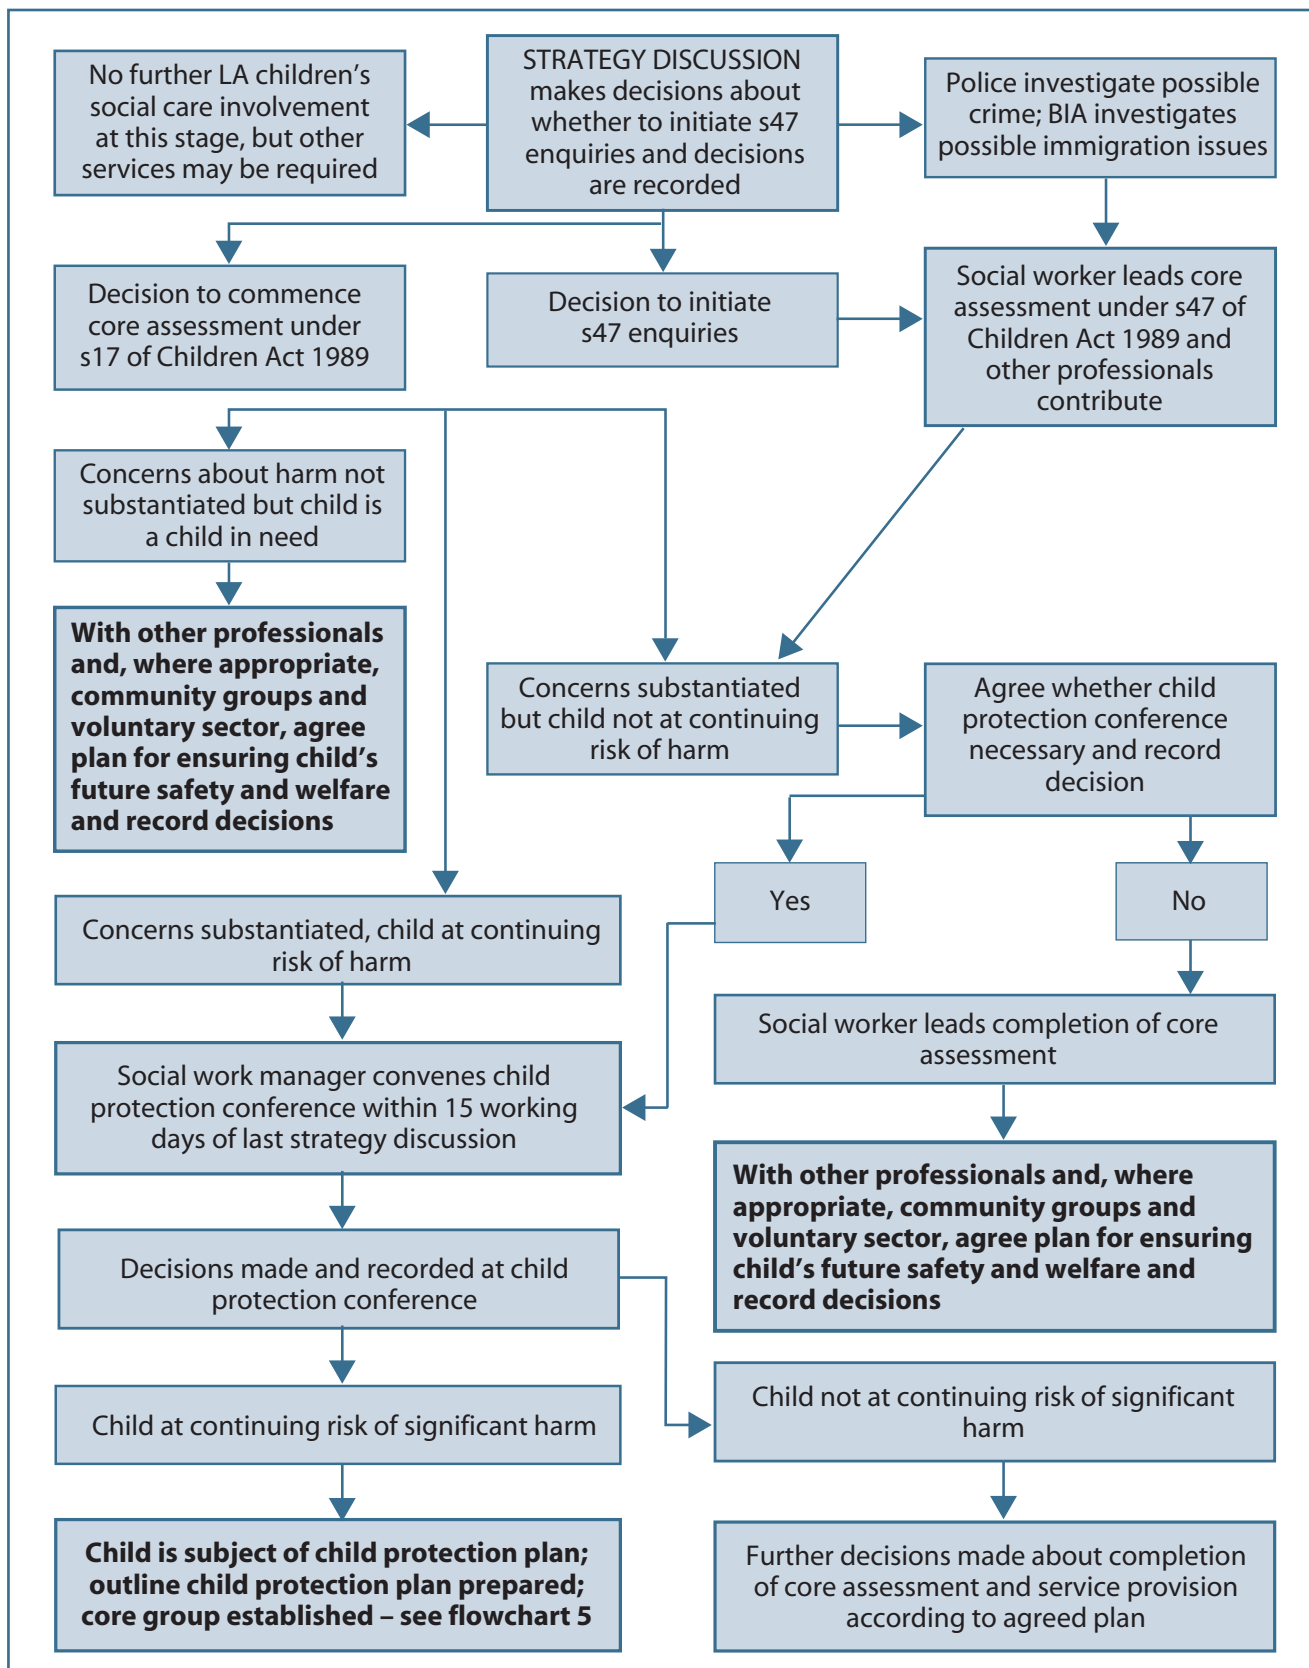 No further LA children’s
social care involvement
at this stage, but other
services may be required
STRATEGY DISCUSSION
makes decisions about
whether to initiate s47
enquiries and decisions
are recorded
Police investigate possible
crime; BIA investigates
possible immigration issues
Decision to commence
core assessment under
s17 of Children Act 1989
Decision to initiate
s47 enquiries
Social worker leads core
assessment under s47 of
Children Act 1989 and
other professionals
contribute
Concerns about harm not
substantiated but child is
a child in need
With other professionals
and, where appropriate,
community groups and
voluntary sector, agree
plan for ensuring child’s
future safety and welfare
and record decisions
Concerns substantiated
but child not at continuing
risk of harm
Agree whether child
protection conference
necessary and record
decision
Yes
No
Concerns substantiated, child at continuing
risk of harm
Social worker leads completion of core
assessment
Social work manager convenes child
protection conference within 15 working
days of last strategy discussion
With other professionals and, where
appropriate, community groups and
voluntary sector, agree plan for ensuring
child’s future safety and welfare and
record decisions
Decisions made and recorded at child
protection conference
Child at continuing risk of significant harm
Child not at continuing risk of significant
harm
Child is subject of child protection plan;
outline child protection plan prepared;
core group established – see flowchart 5
Further decisions made about completion
of core assessment and service provision
according to agreed plan